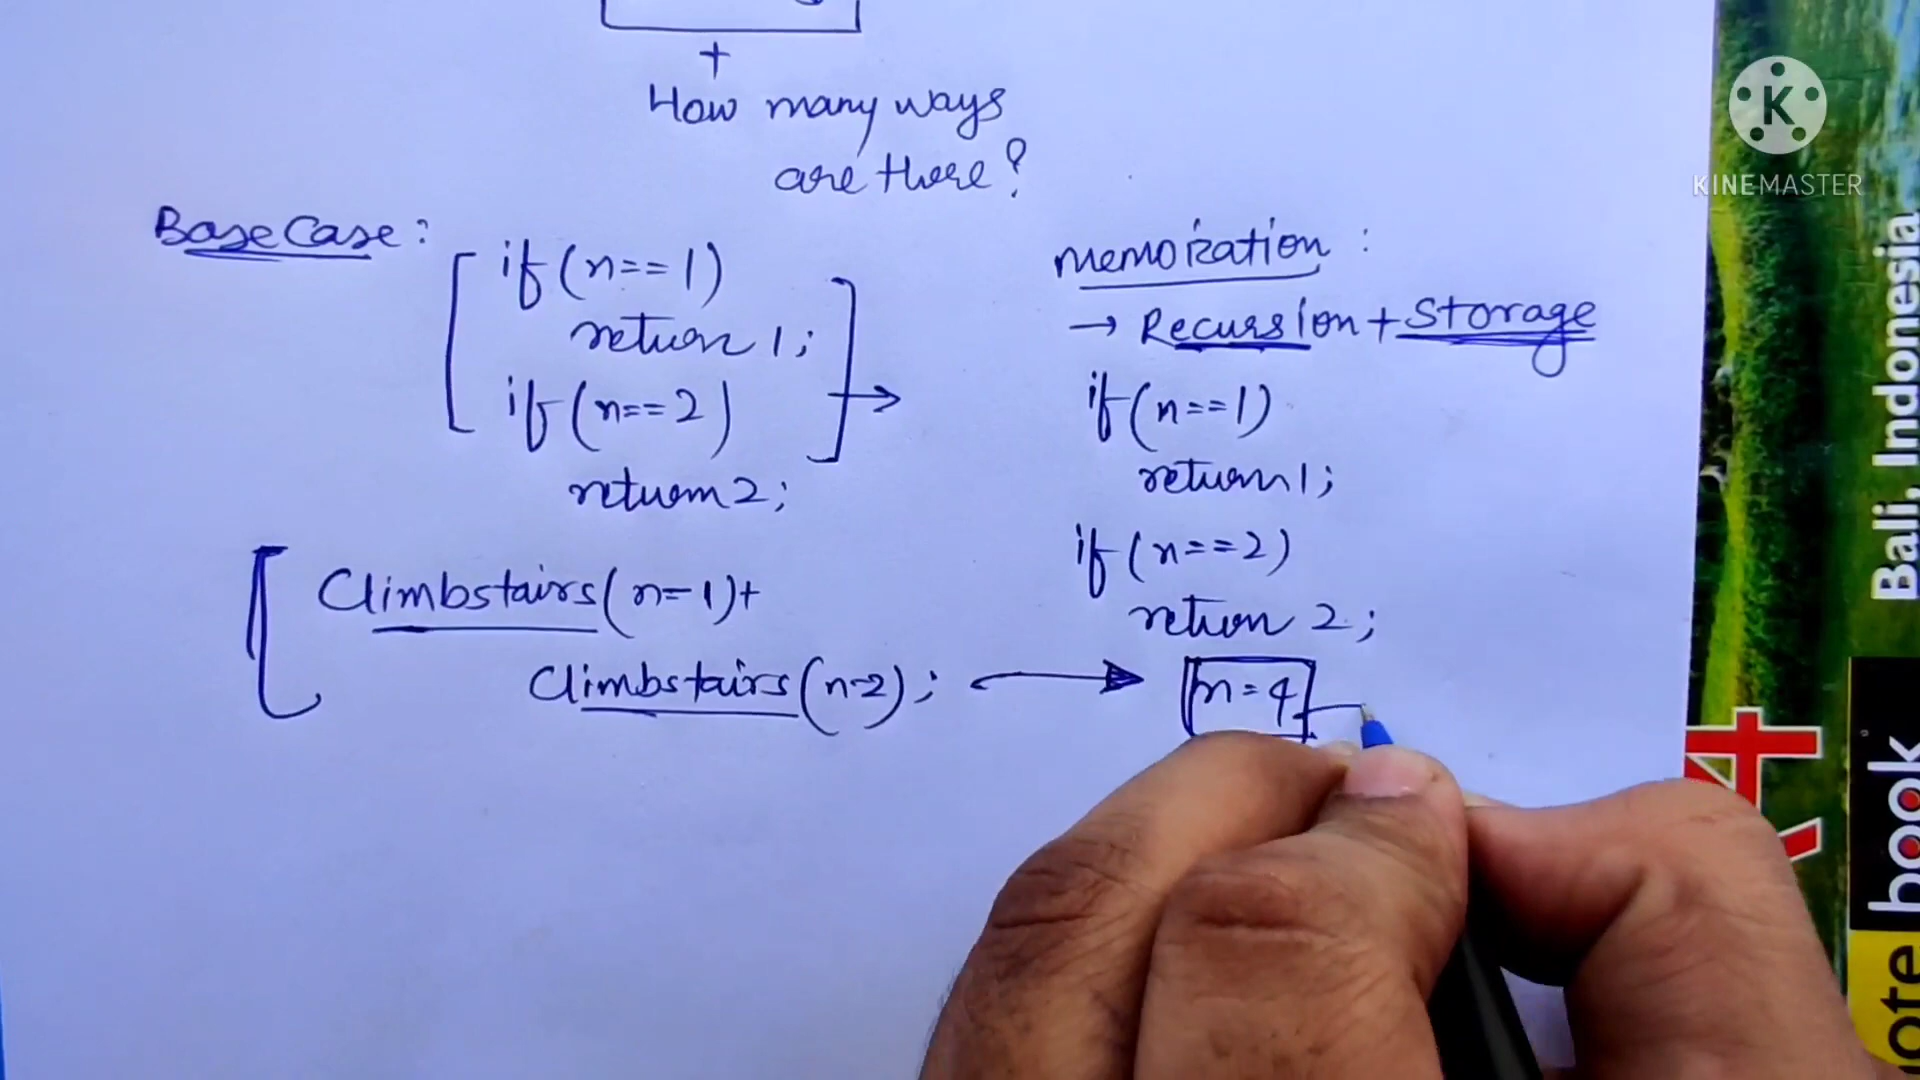 +
How many ways
are there?
Base Case:
if (n==1)
return 1;
if (n==2)
return 2;
Climbstairs(n-1)+
Climbstairs(n-2);
memoization :
→ Recursion + Storage
if (n==1)
return 1;
if (n==2)
return 2;
n=4
K
KINEMASTER
Bali, Indonesia
book